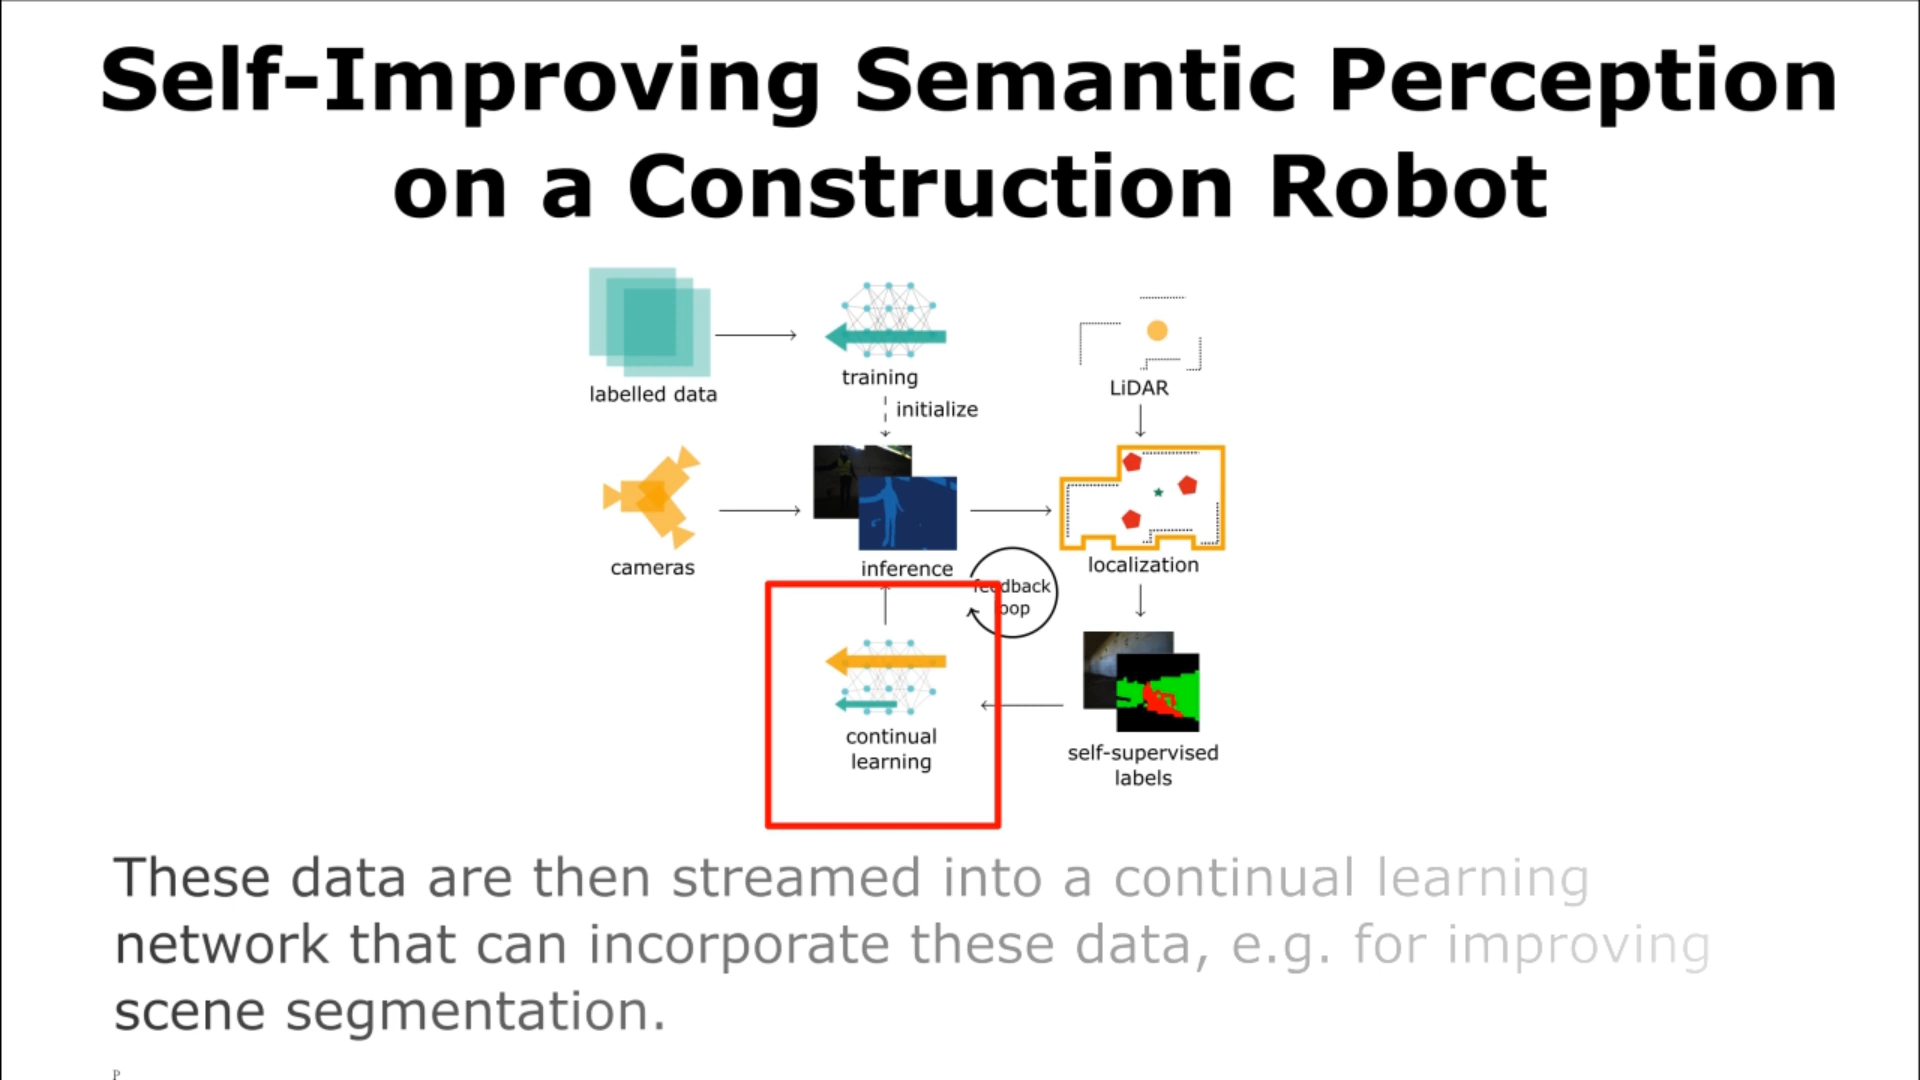 Self-Improving Semantic Perception
on a Construction Robot
labelled data
training
initialize
LiDAR
cameras
inference
localization
feedback
loop
continual
learning
self-supervised
labels
These data are then streamed into a continual learning
network that can incorporate these data, e.g. for improving
scene segmentation.
P